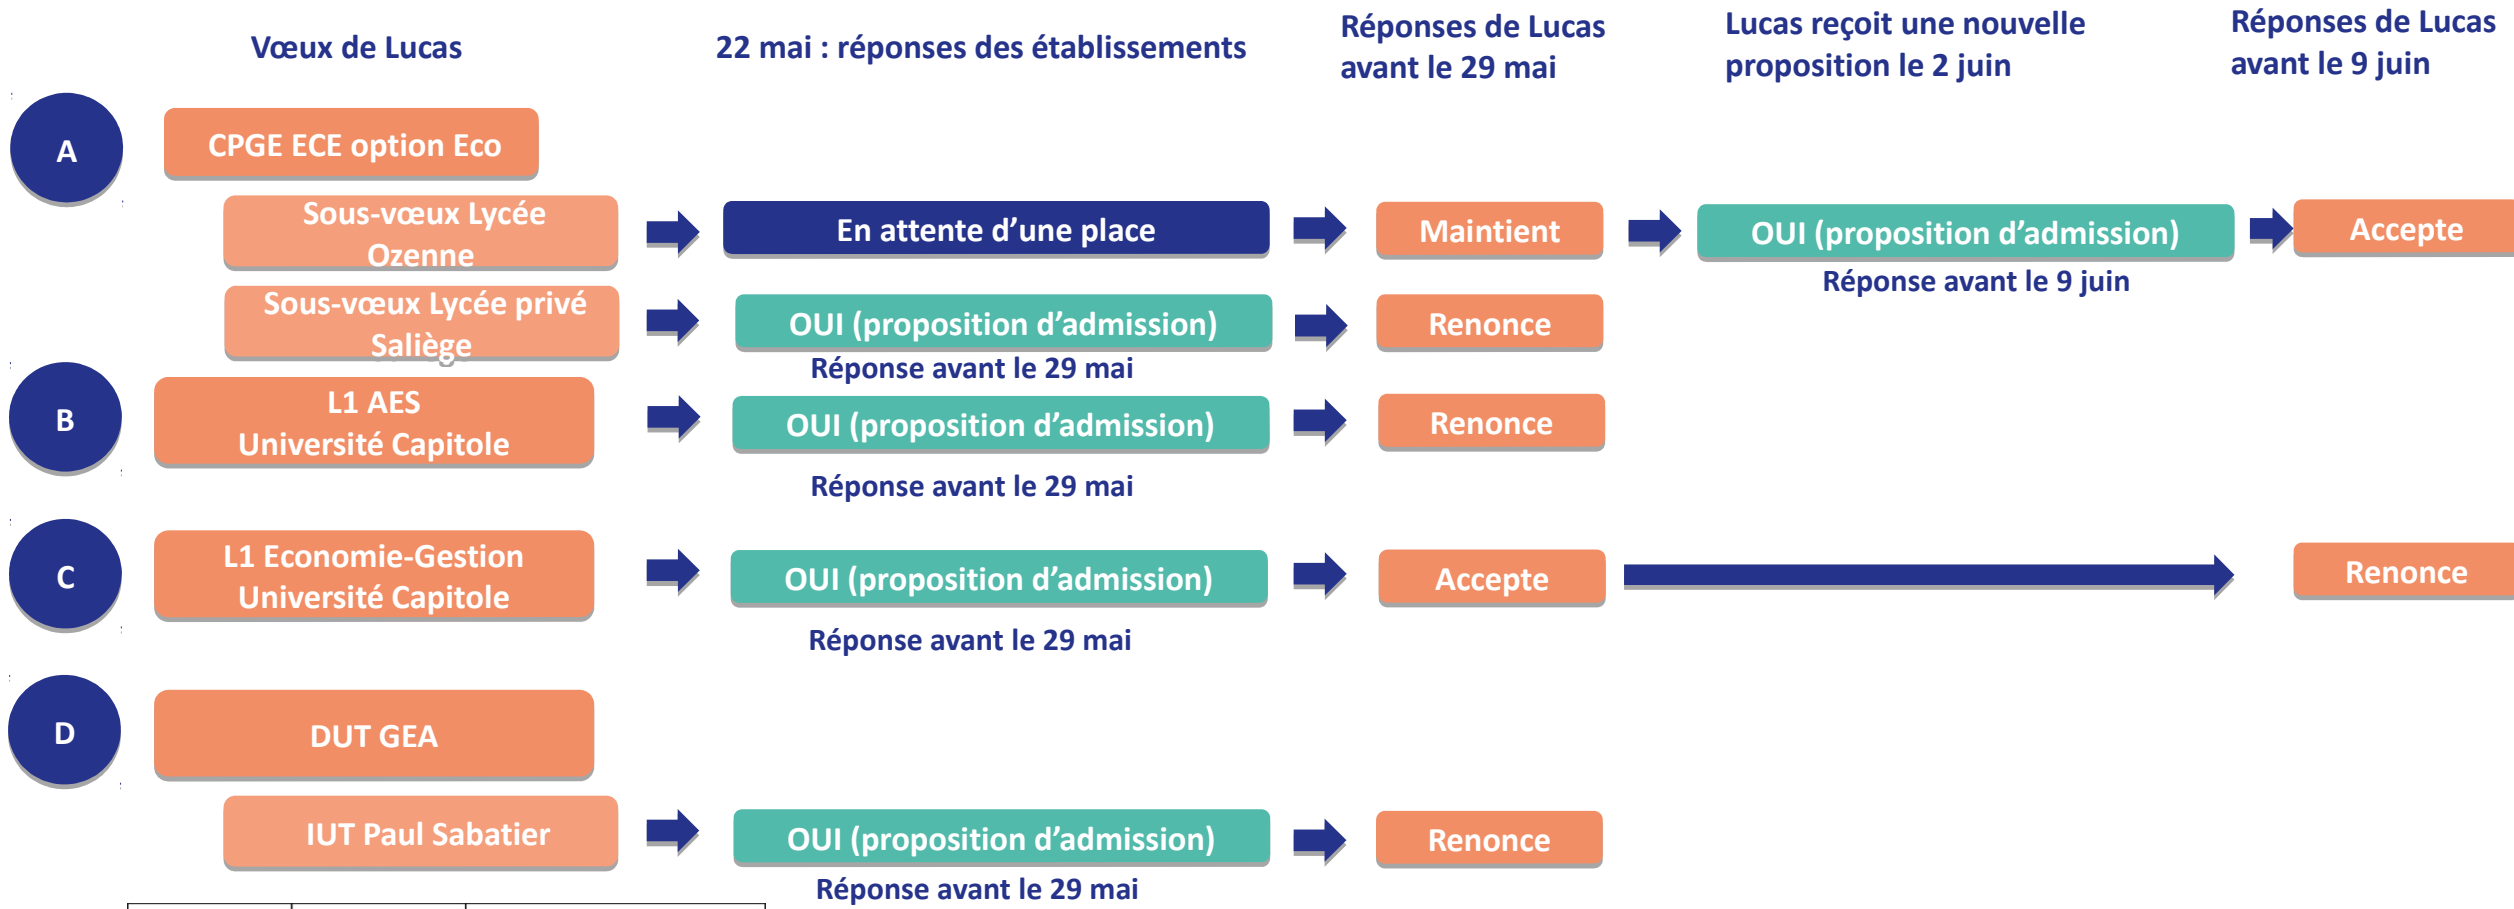 Vœux de Lucas
22 mai : réponses des établissements
Réponses de Lucas
avant le 29 mai
Lucas reçoit une nouvelle
proposition le 2 juin
Réponses de Lucas
avant le 9 juin
A
CPGE ECE option Eco
Sous-vœux Lycée
Ozenne
En attente d’une place
Maintient
OUI (proposition d’admission)
Réponse avant le 9 juin
Accepte
Sous-vœux Lycée privé
Saliège
OUI (proposition d’admission)
Réponse avant le 29 mai
Renonce
B
L1 AES
Université Capitole
OUI (proposition d’admission)
Réponse avant le 29 mai
Renonce
C
L1 Economie-Gestion
Université Capitole
OUI (proposition d’admission)
Réponse avant le 29 mai
Accepte
Renonce
D
DUT GEA
IUT Paul Sabatier
OUI (proposition d’admission)
Réponse avant le 29 mai
Renonce